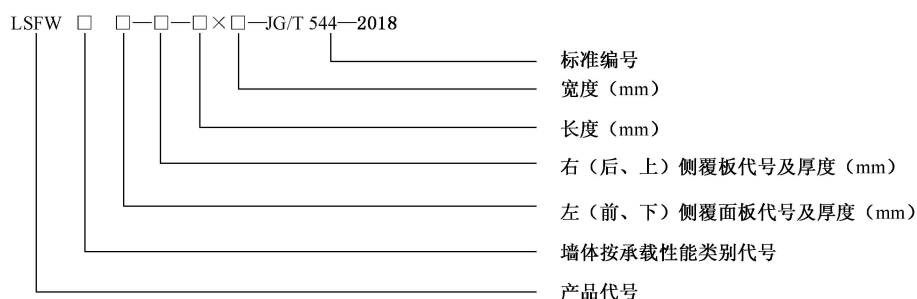 LSFW □ □—□—□×□—JG/T 544—2018
标准编号
宽度（mm）
长度（mm）
右（后、上）侧覆板代号及厚度（mm）
左（前、下）侧覆面板代号及厚度（mm）
墙体按承载性能类别代号
产品代号